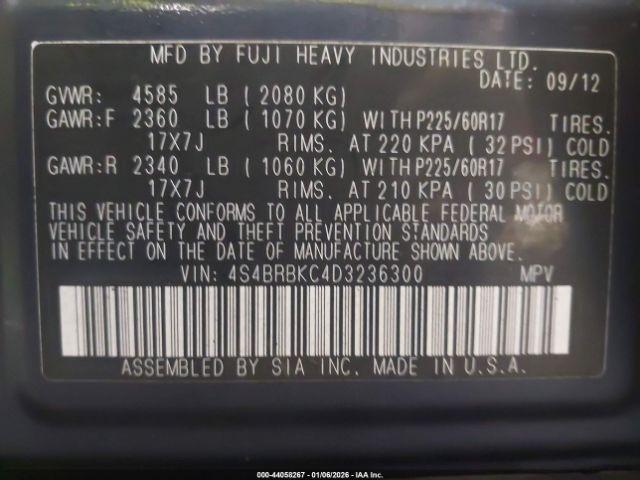 MFD BY FUJI HEAVY INDUSTRIES LTD.
DATE: 09/12
GVWR: 4585 LB ( 2080 KG)
GAWR:F 2360 LB ( 1070 KG) WITH P225/60R17 TIRES.
17X7J RIMS. AT 220 KPA ( 32 PSI) COLD
GAWR:R 2340 LB ( 1060 KG) WITH P225/60R17 TIRES.
17X7J RIMS. AT 210 KPA ( 30 PSI) COLD
THIS VEHICLE CONFORMS TO ALL APPLICABLE FEDERAL MOTOR
VEHICLE SAFETY AND THEFT PREVENTION STANDARDS
IN EFFECT ON THE DATE OF MANUFACTURE SHOWN ABOVE.
VIN: 4S4BRBKC4D3236300 MPV
ASSEMBLED BY SIA INC. MADE IN U.S.A.
000-44058267 - 01/06/2026 - IAA Inc.